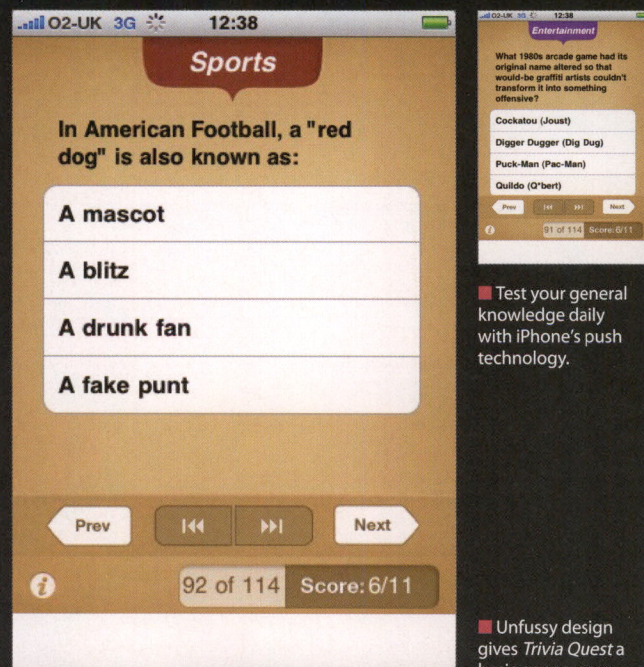 O2-UK 3G 12:38
Sports
In American Football, a "red
dog" is also known as:
A mascot
A blitz
A drunk fan
A fake punt
Prev
Next
92 of 114 Score: 6/11
O2-UK 3G 12:38
Entertainment
What 1980s arcade game had its
original name altered so that
would-be graffiti artists couldn't
transform it into something
offensive?
Cockatou (Joust)
Digger Dugger (Dig Dug)
Puck-Man (Pac-Man)
Quildo (Q*bert)
Prev
Next
91 of 114 Score: 6/11
Test your general
knowledge daily
with iPhone's push
technology.
Unfussy design
gives Trivia Quest a